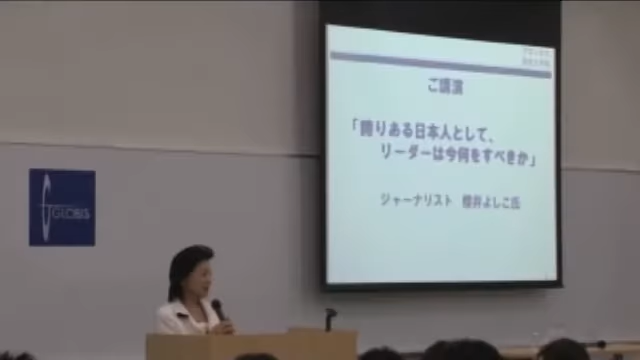 ご講演
「誇りある日本人として、
リーダーは今何をすべきか」
ジャーナリスト 櫻井よしこ氏
GLOBIS